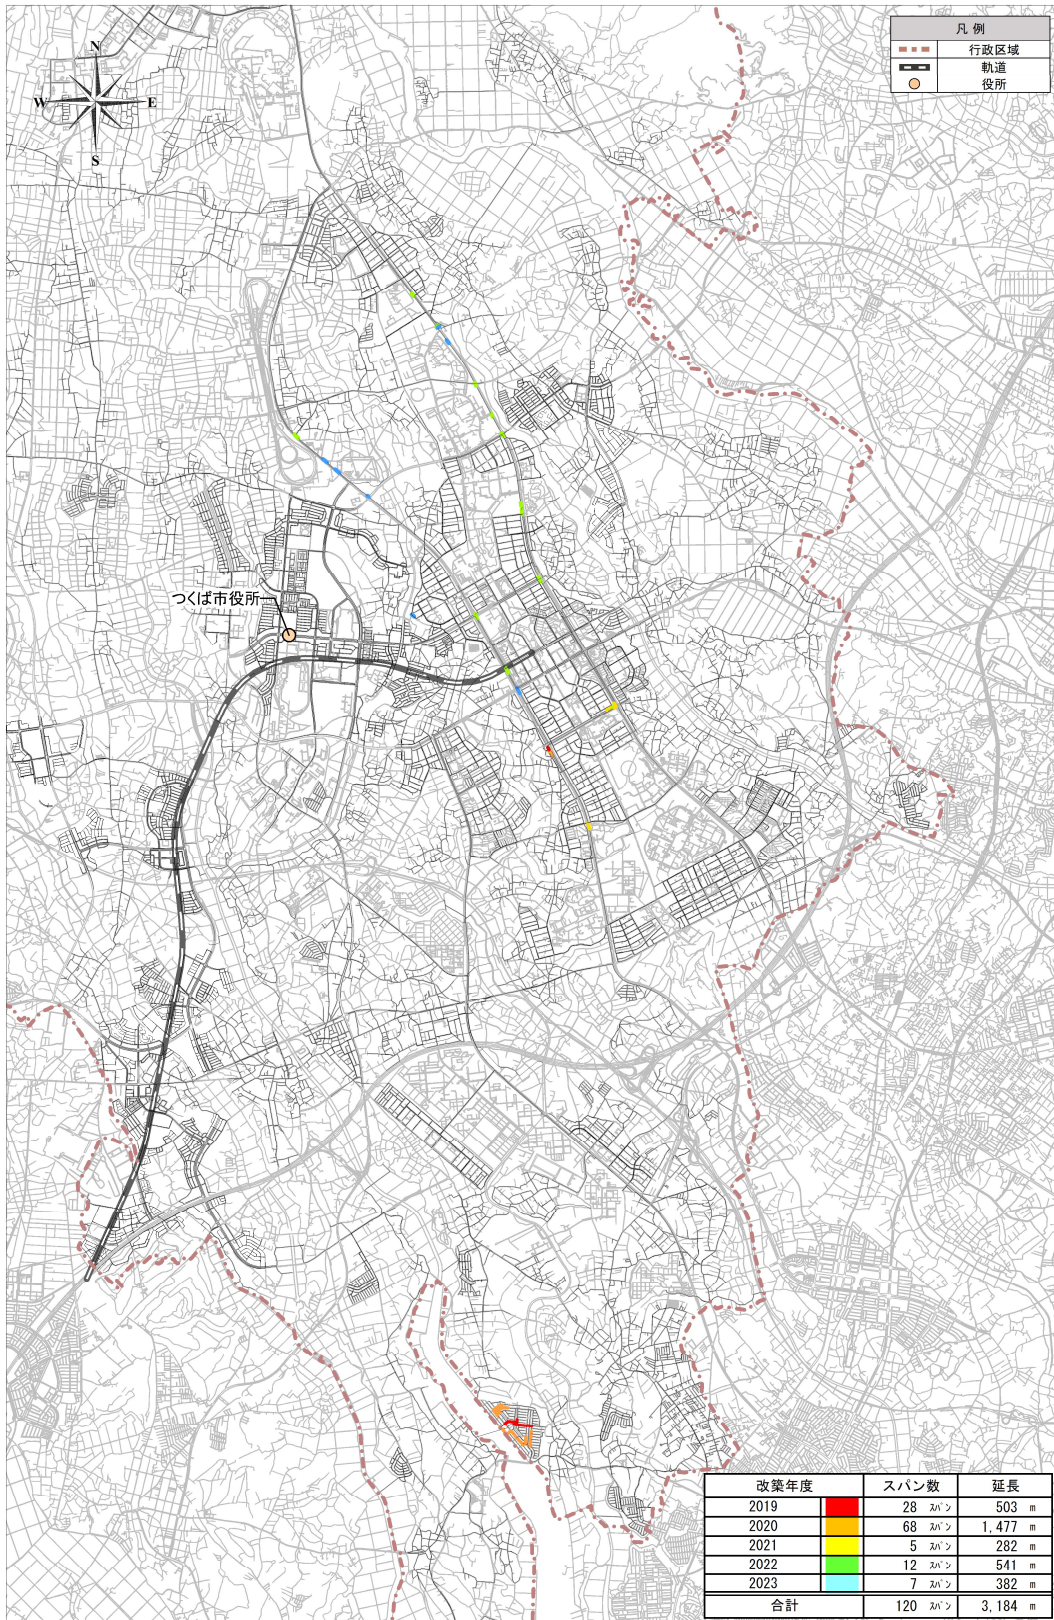 凡 例
行政区域
軌道
役所
N
W E
S
つくば市役所
改築年度 スパン数 延長
2019 28 スパン 503 m
2020 68 スパン 1,477 m
2021 5 スパン 282 m
2022 12 スパン 541 m
2023 7 スパン 382 m
合計 120 スパン 3,184 m